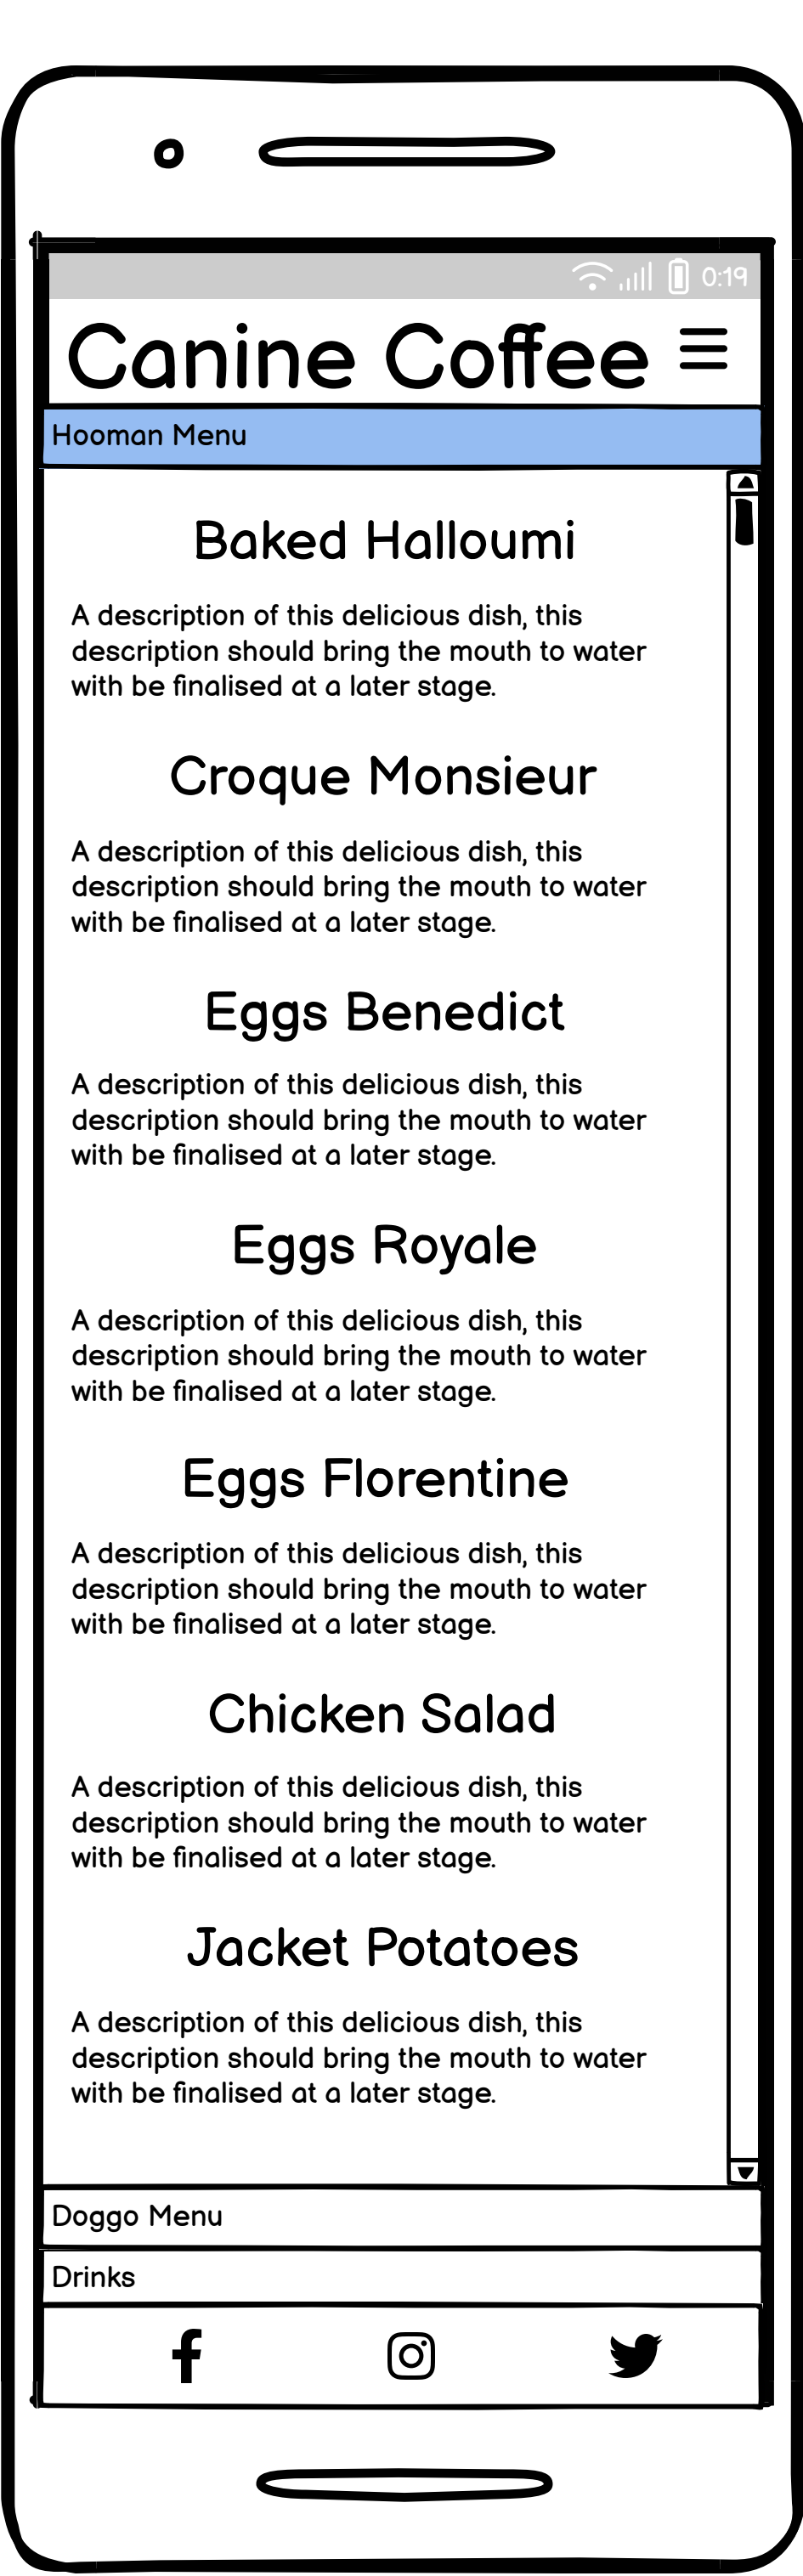 0:19
Canine Coffee
Hooman Menu
Baked Halloumi
A description of this delicious dish, this
description should bring the mouth to water
with be finalised at a later stage.
Croque Monsieur
A description of this delicious dish, this
description should bring the mouth to water
with be finalised at a later stage.
Eggs Benedict
A description of this delicious dish, this
description should bring the mouth to water
with be finalised at a later stage.
Eggs Royale
A description of this delicious dish, this
description should bring the mouth to water
with be finalised at a later stage.
Eggs Florentine
A description of this delicious dish, this
description should bring the mouth to water
with be finalised at a later stage.
Chicken Salad
A description of this delicious dish, this
description should bring the mouth to water
with be finalised at a later stage.
Jacket Potatoes
A description of this delicious dish, this
description should bring the mouth to water
with be finalised at a later stage.
Doggo Menu
Drinks